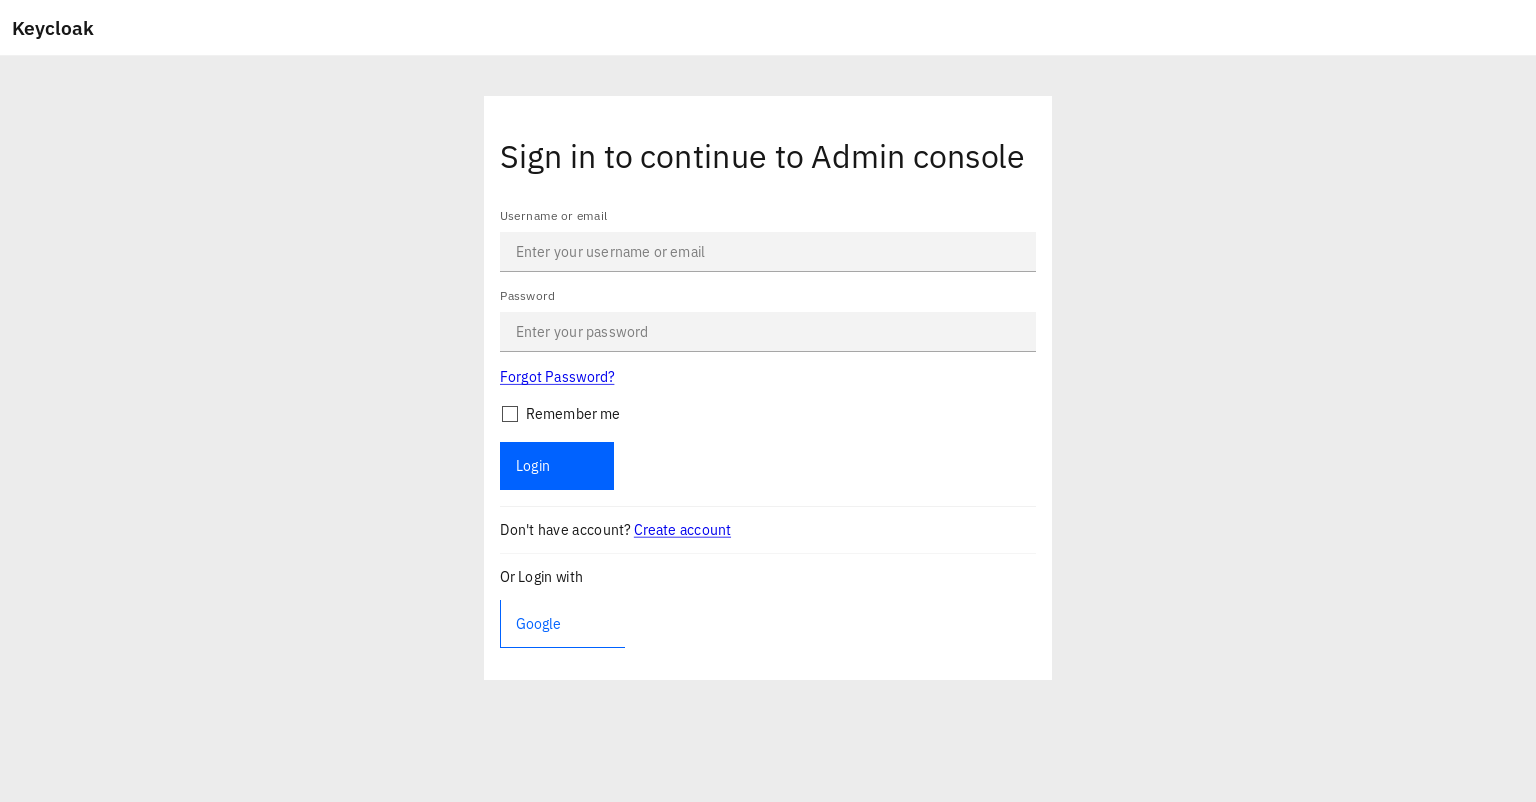 Keycloak
Sign in to continue to Admin console
Username or email
Enter your username or email
Password
Enter your password
Forgot Password?
Remember me
Login
Don't have account? Create account
Or Login with
Google